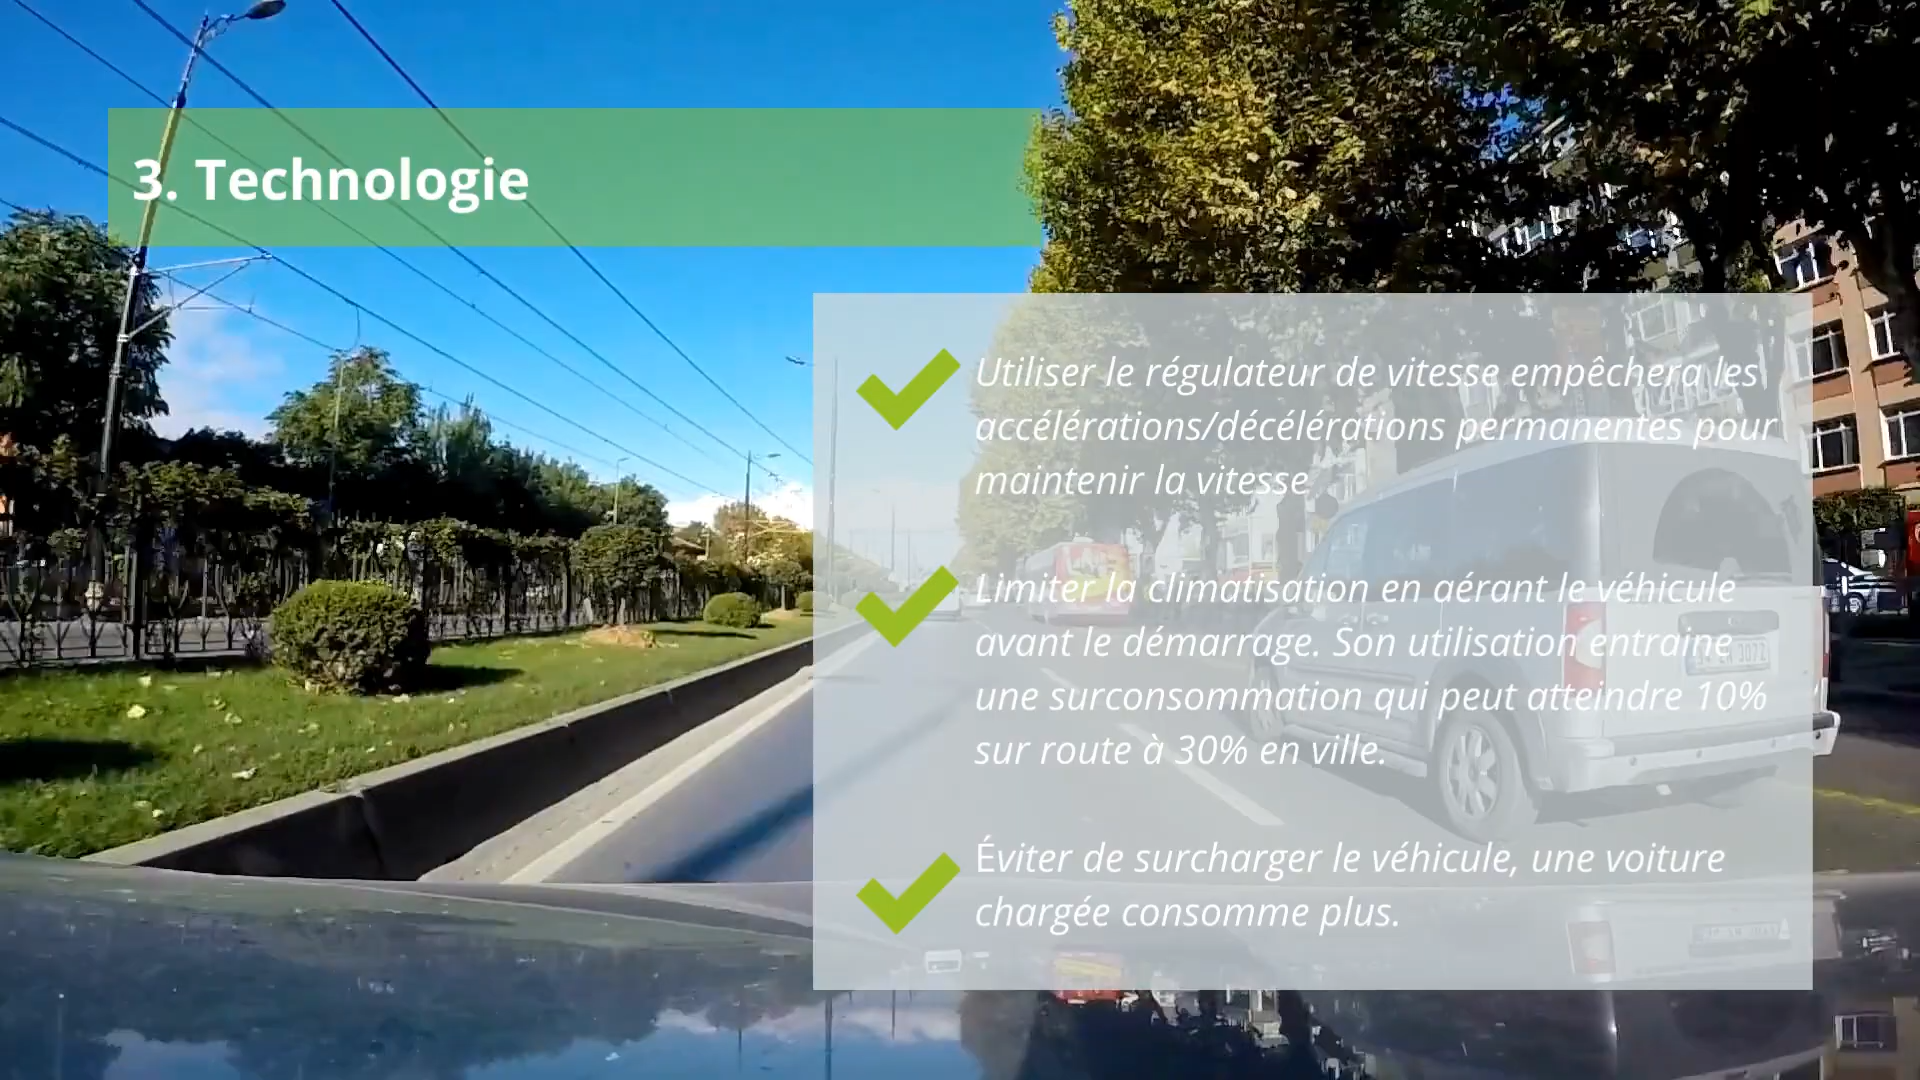 3. Technologie
Utiliser le régulateur de vitesse empêchera les
accélérations/décélérations permanentes pour
maintenir la vitesse
Limiter la climatisation en aérant le véhicule
avant le démarrage. Son utilisation entraine
une surconsommation qui peut atteindre 10%
sur route à 30% en ville.
Éviter de surcharger le véhicule, une voiture
chargée consomme plus.